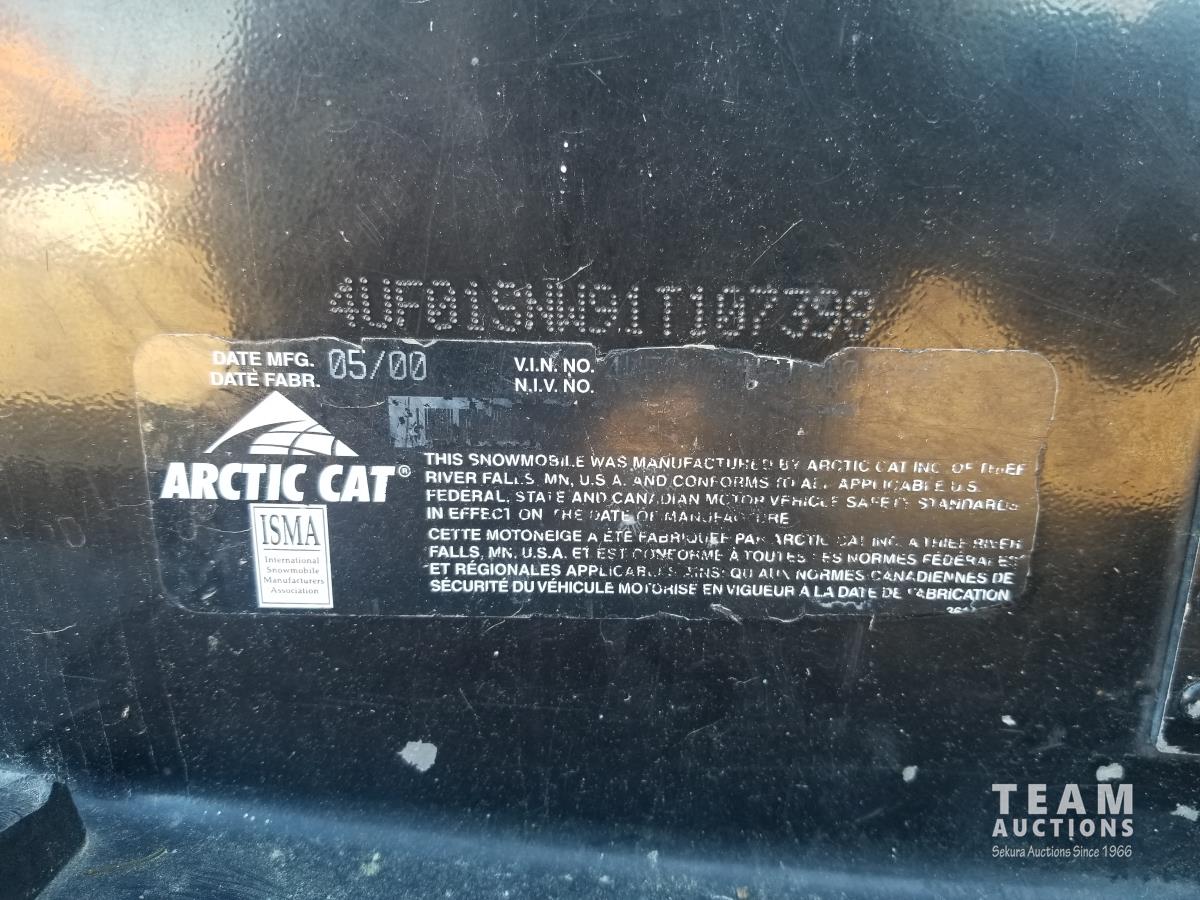 4UF01SNW91T107398
DATE MFG. 05/00
DATE FABR.
V.I.N. NO.
N.I.V. NO.
ARCTIC CAT®
ISMA
International
Snowmobile
Manufacturers
Association
THIS SNOWMOBILE WAS MANUFACTURED BY ARCTIC CAT INC. OF THIEF
RIVER FALLS, MN, U.S.A. AND CONFORMS TO ALL APPLICABLE U.S.
FEDERAL, STATE AND CANADIAN MOTOR VEHICLE SAFETY STANDARDS
IN EFFECT ON THE DATE OF MANUFACTURE
CETTE MOTONEIGE A ÉTÉ FABRIQUÉE PAR ARCTIC CAT INC. A THIEF RIVER
FALLS, MN, U.S.A. ET EST CONFORME À TOUTES LES NORMES FÉDÉRALES
ET RÉGIONALES APPLICABLES AINSI QU'AUX NORMES CANADIENNES DE
SÉCURITÉ DU VÉHICULE MOTORISÉ EN VIGUEUR À LA DATE DE FABRICATION
TEAM
AUCTIONS
Sekura Auctions Since 1966